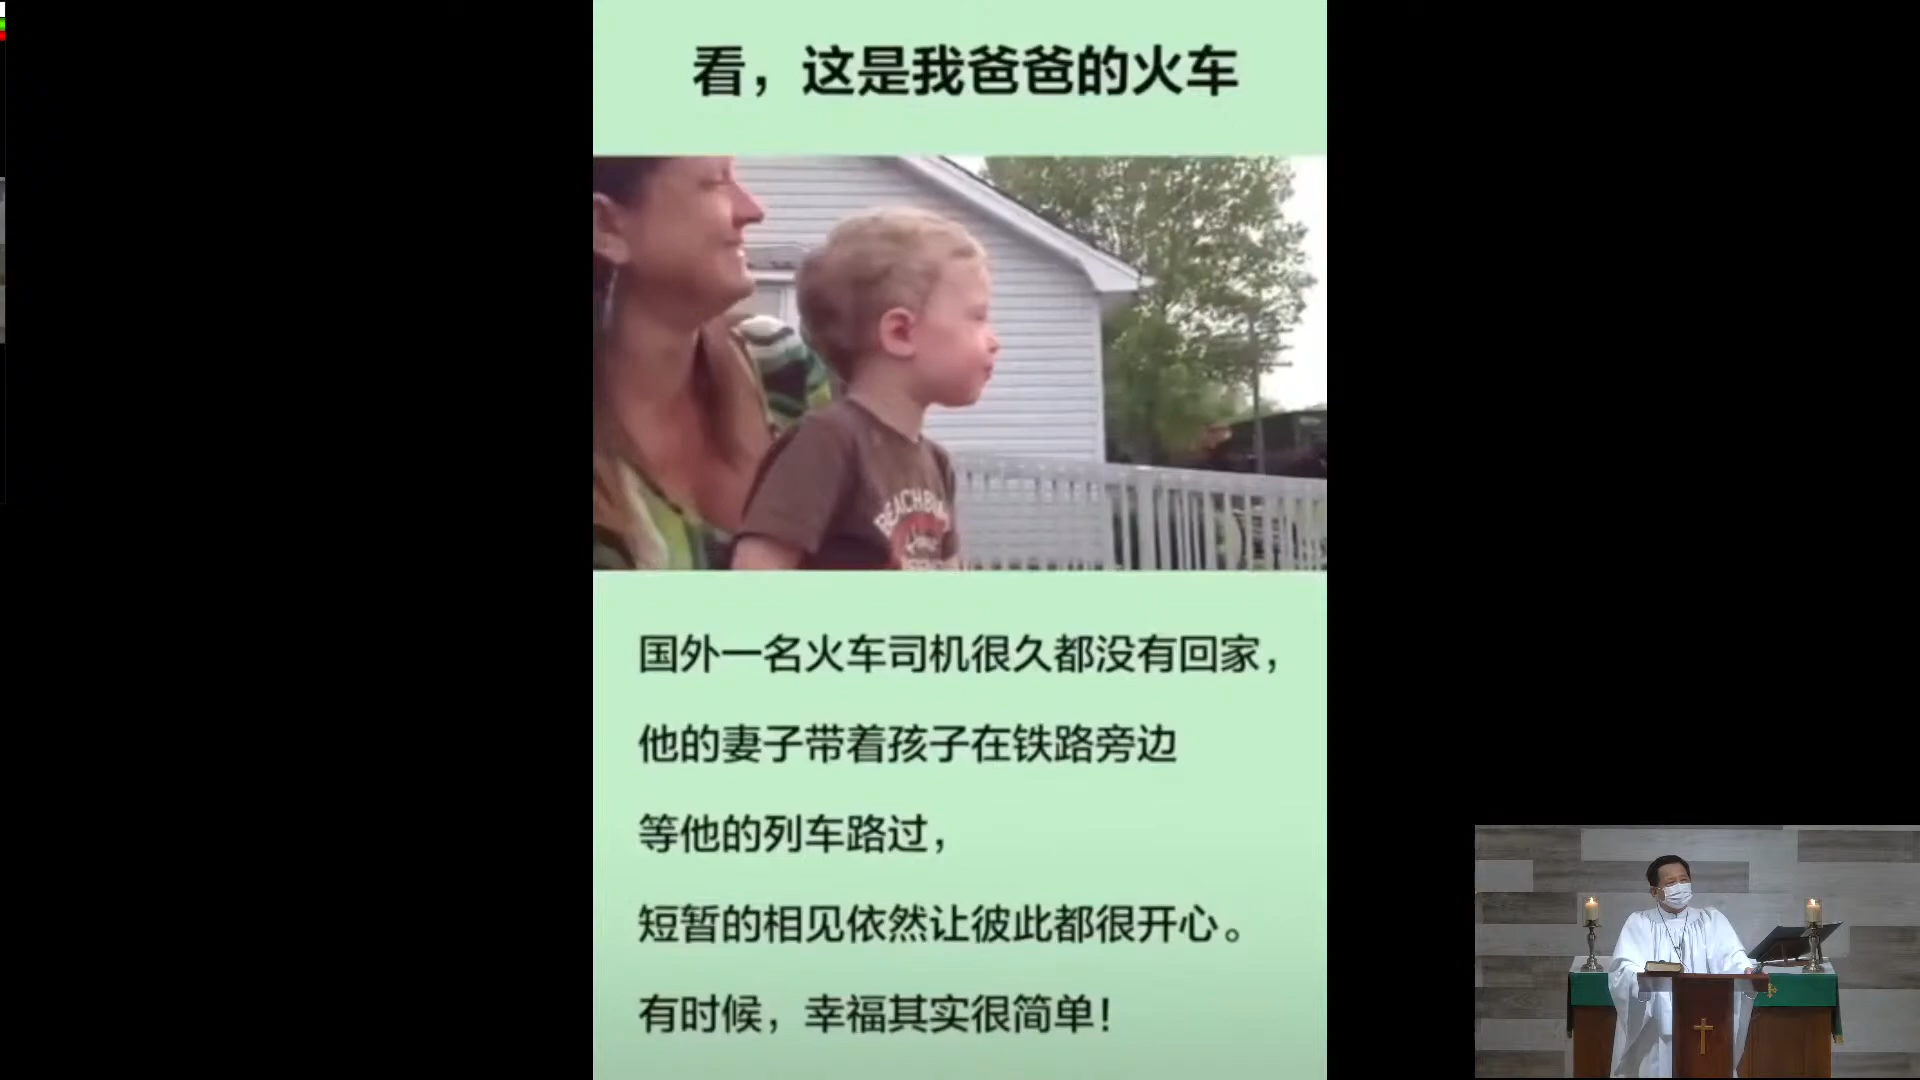 看，这是我爸爸的火车
BEACH BU
国外一名火车司机很久都没有回家，
他的妻子带着孩子在铁路旁边
等他的列车路过，
短暂的相见依然让彼此都很开心。
有时候，幸福其实很简单！